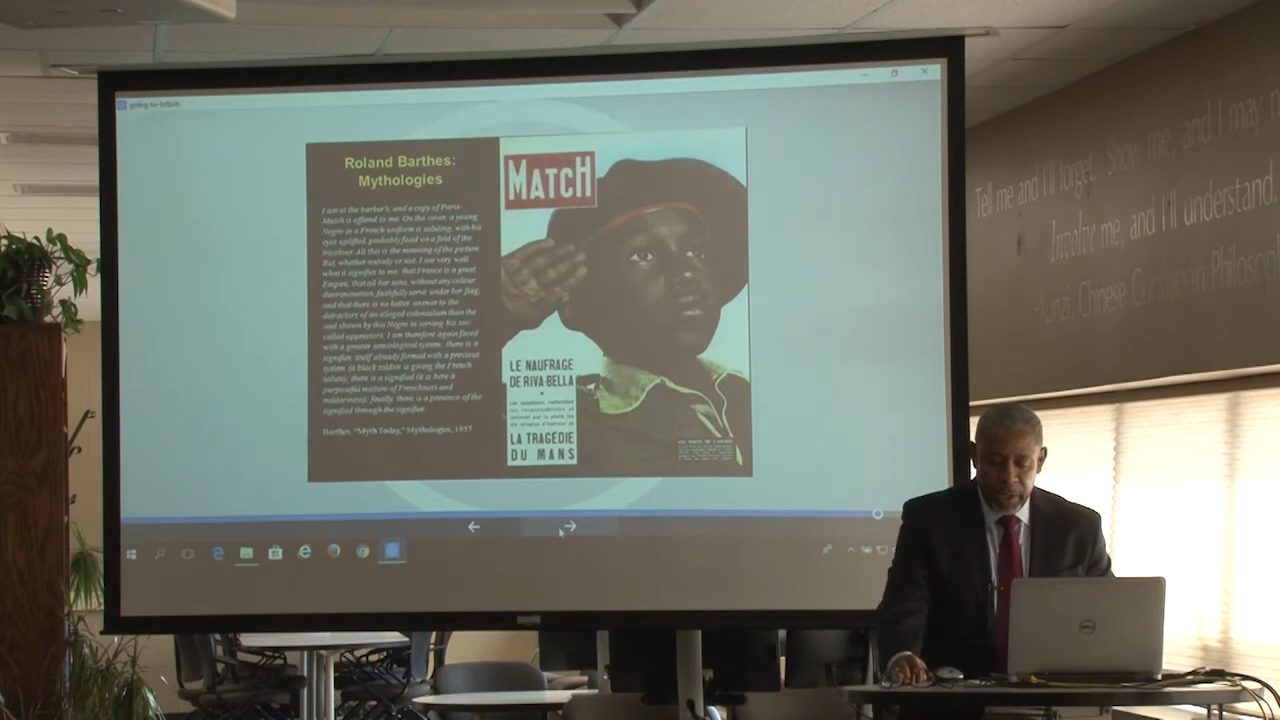 going-to-britain
Roland Barthes:
Mythologies
I am at the barber's, and a copy of Paris-
Match is offered to me. On the cover, a young
Negro in a French uniform is saluting, with his
eyes uplifted, probably fixed on a fold of the
tricolour. All this is the meaning of the picture.
But, whether naively or not, I see very well
what it signifies to me: that France is a great
Empire, that all her sons, without any colour
discrimination, faithfully serve under her flag,
and that there is no better answer to the
detractors of an alleged colonialism than the
zeal shown by this Negro in serving his so-
called oppressors. I am therefore again faced
with a greater semiological system: there is a
signifier, itself already formed with a previous
system (a black soldier is giving the French
salute); there is a signified (it is here a
purposeful mixture of Frenchness and
militariness); finally, there is a presence of the
signified through the signifier.
Barthes, "Myth Today," Mythologies, 1957
MATCH
LE NAUFRAGE
DE RIVA-BELLA
LA TRAGÉDIE
DU MANS
Tell me and I'll forget. Show me, and I may
Involve me, and I'll understand.
Chinese Philosoph
DELL